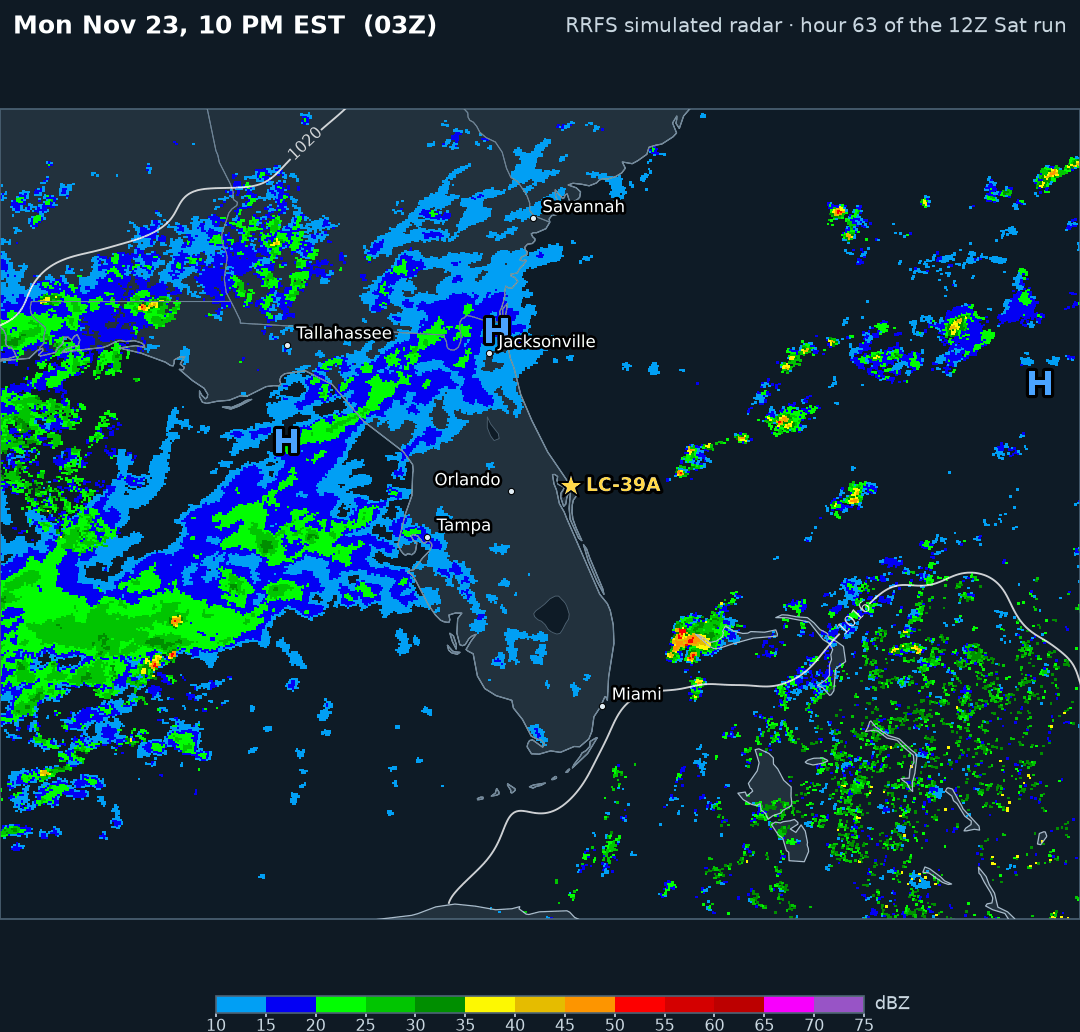 Mon Nov 23, 10 PM EST (03Z)
RRFS simulated radar · hour 63 of the 12Z Sat run
1020
Savannah
H
Tallahassee
Jacksonville
H
H
Orlando
LC-39A
Tampa
1016
Miami
dBZ
10 15 20 25 30 35 40 45 50 55 60 65 70 75